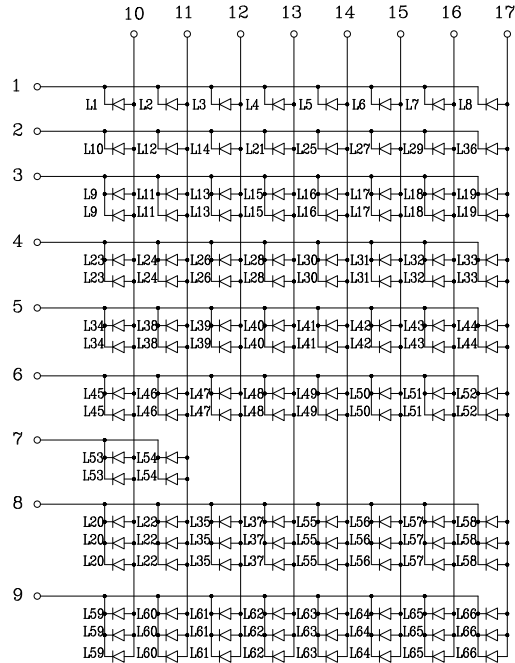 10 11 12 13 14 15 16 17
1
L1 L2 L3 L4 L5 L6 L7 L8
2
L10 L12 L14 L21 L25 L27 L29 L36
3
L9 L11 L13 L15 L16 L17 L18 L19
L9 L11 L13 L15 L16 L17 L18 L19
4
L23 L24 L26 L28 L30 L31 L32 L33
L23 L24 L26 L28 L30 L31 L32 L33
5
L34 L38 L39 L40 L41 L42 L43 L44
L34 L38 L39 L40 L41 L42 L43 L44
6
L45 L46 L47 L48 L49 L50 L51 L52
L45 L46 L47 L48 L49 L50 L51 L52
7
L53 L54
L53 L54
8
L20 L22 L35 L37 L55 L56 L57 L58
L20 L22 L35 L37 L55 L56 L57 L58
L20 L22 L35 L37 L55 L56 L57 L58
9
L59 L60 L61 L62 L63 L64 L65 L66
L59 L60 L61 L62 L63 L64 L65 L66
L59 L60 L61 L62 L63 L64 L65 L66